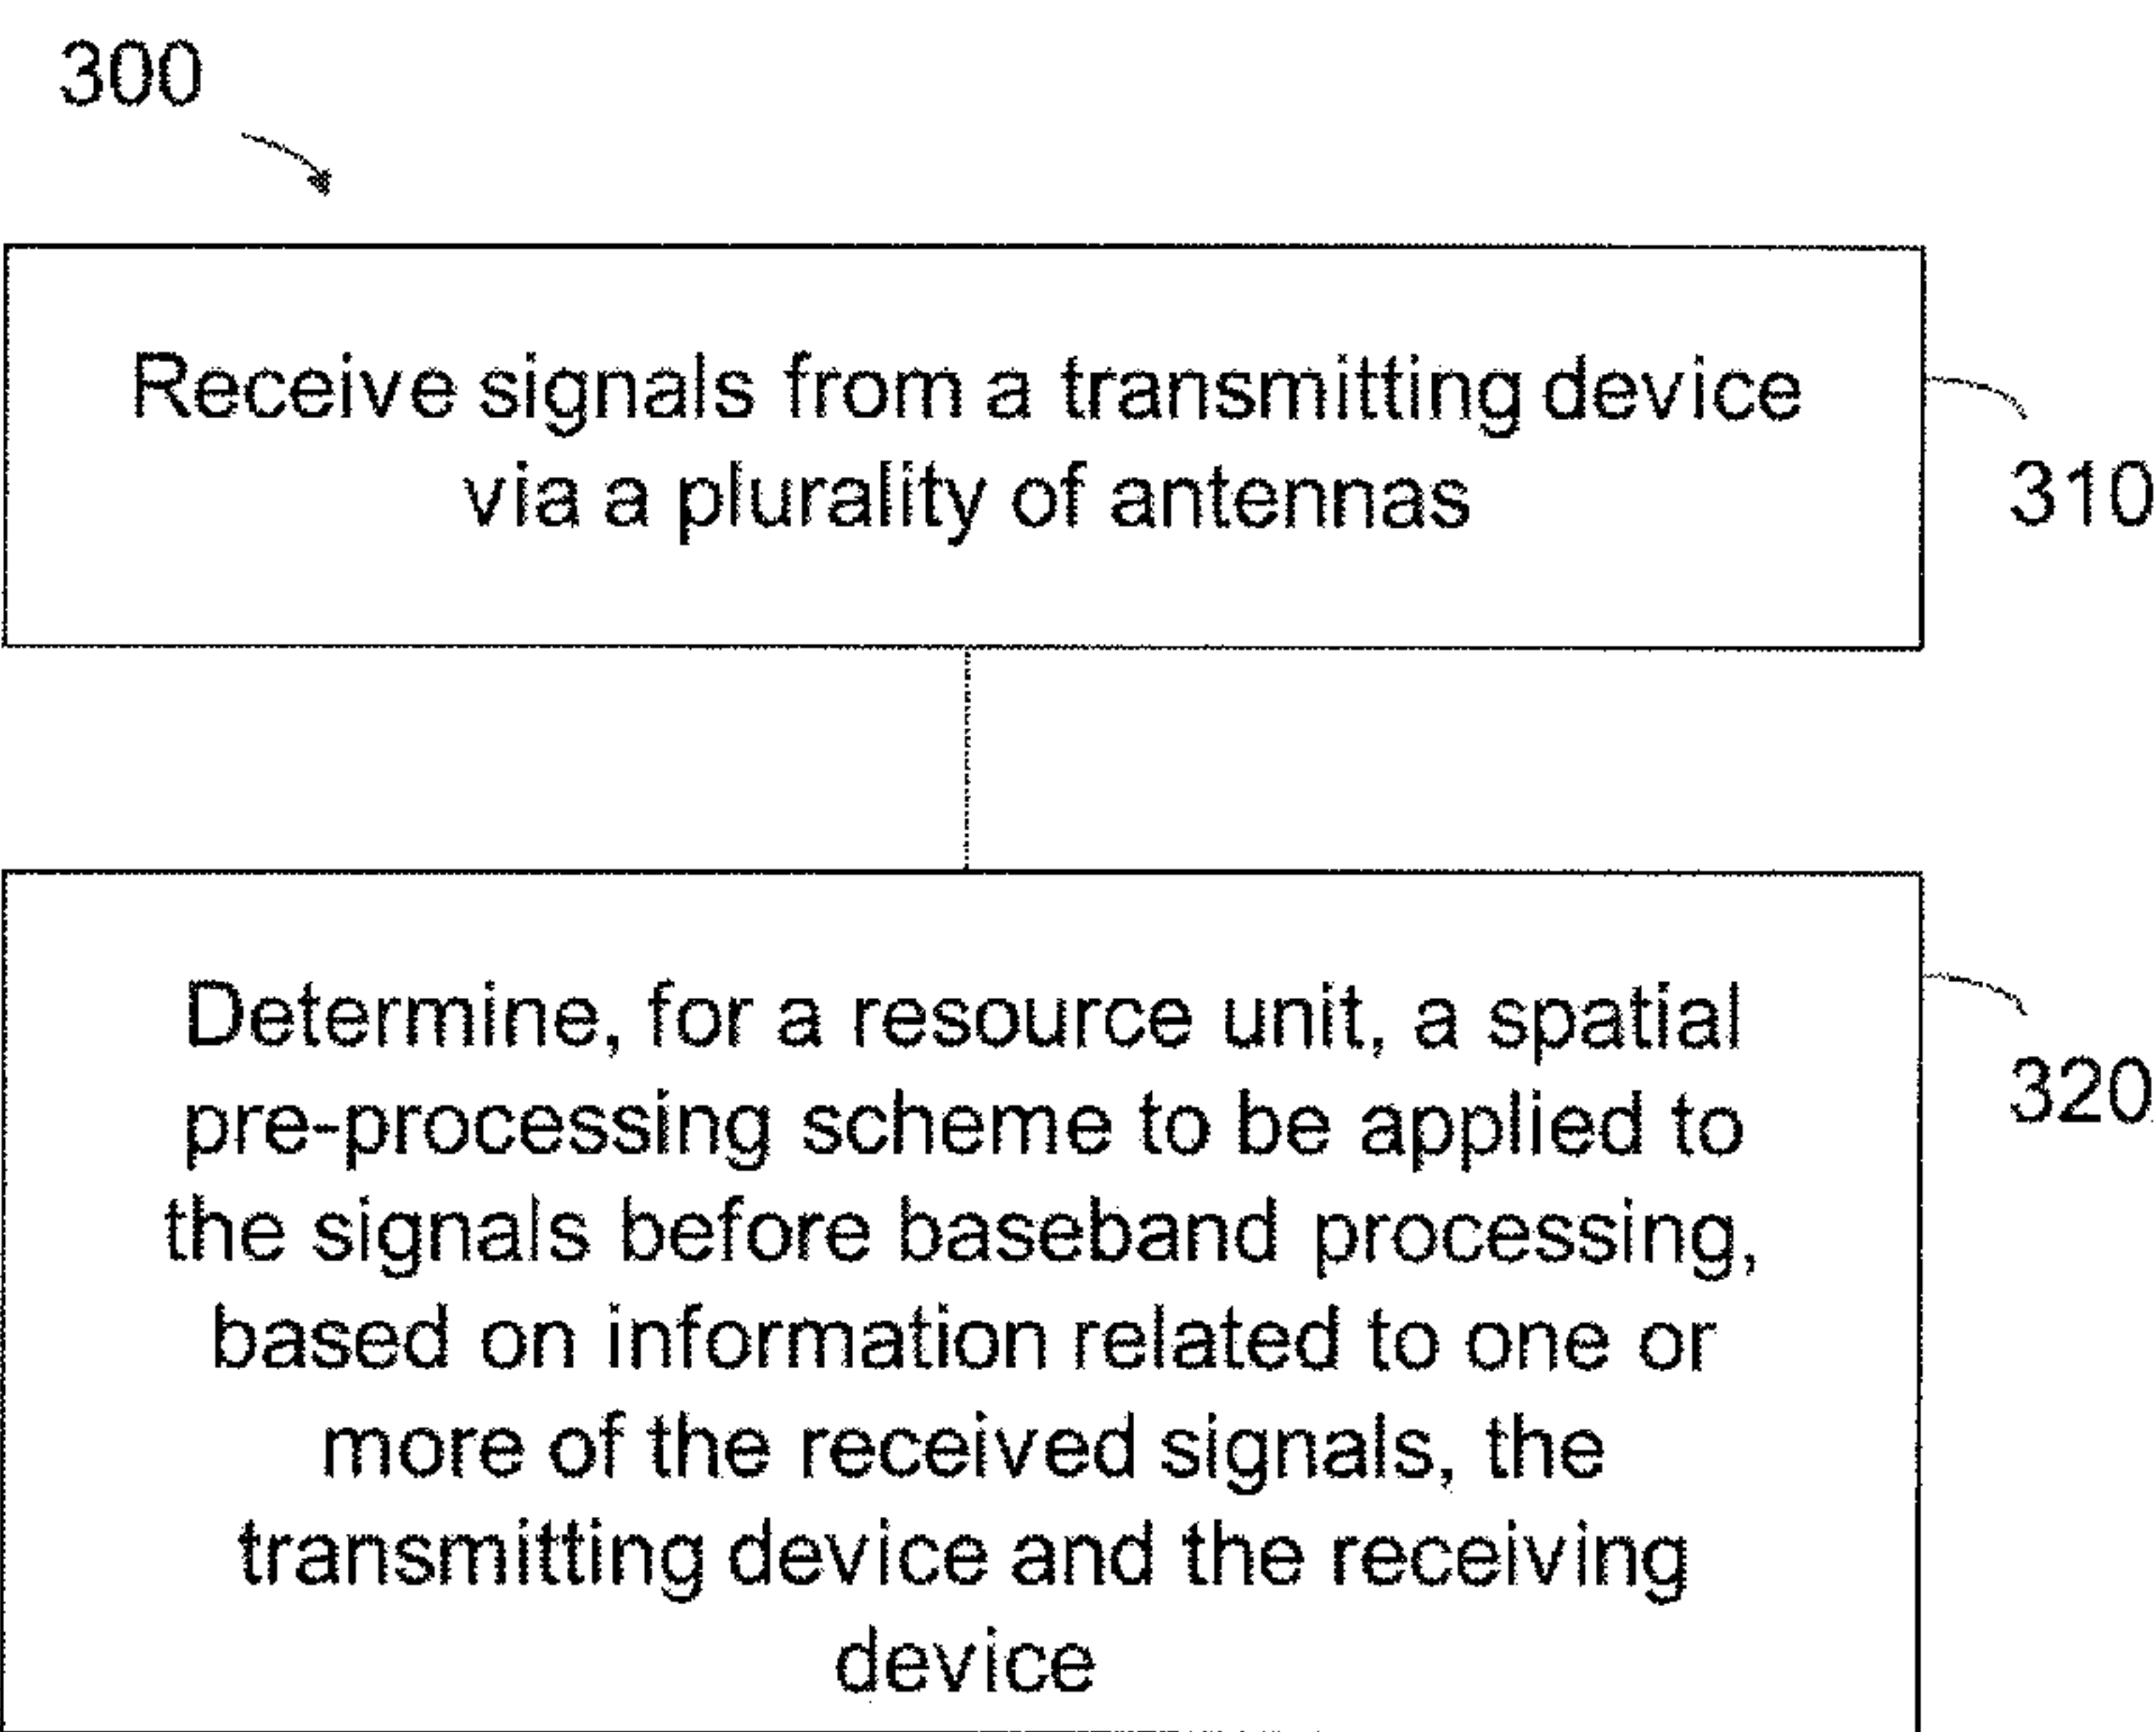 300
Receive signals from a transmitting device
via a plurality of antennas
310
Determine, for a resource unit, a spatial
pre-processing scheme to be applied to
the signals before baseband processing,
based on information related to one or
more of the received signals, the
transmitting device and the receiving
device
320